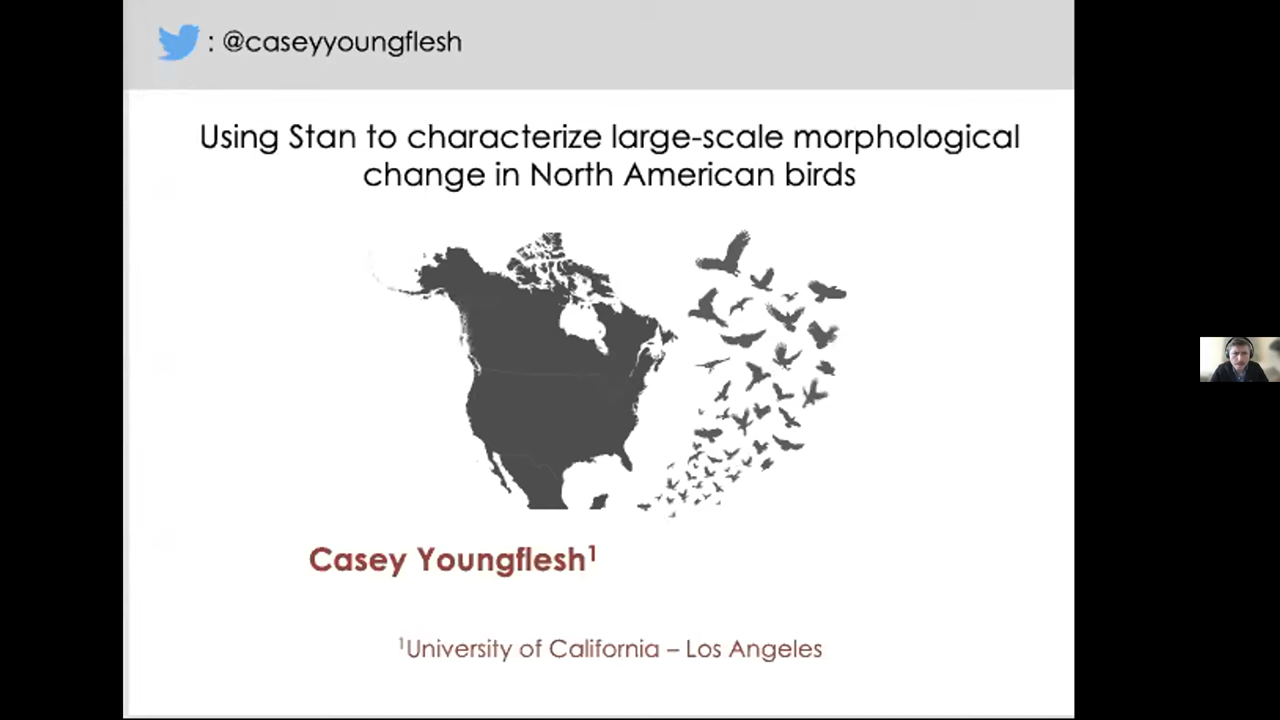 : @caseyyoungflesh
Using Stan to characterize large-scale morphological
change in North American birds
Casey Youngflesh¹
¹University of California – Los Angeles